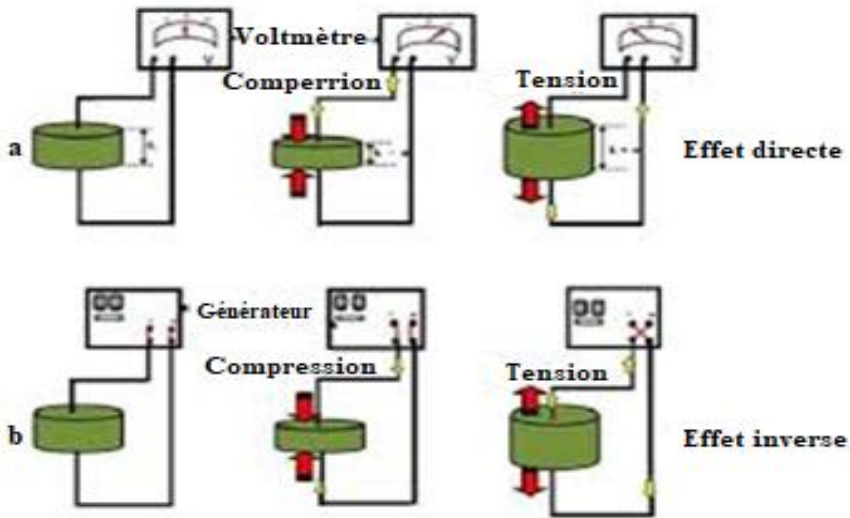 Voltmètre
Comperrion
Tension
a
Effet directe
Générateur
Compression
Tension
b
Effet inverse